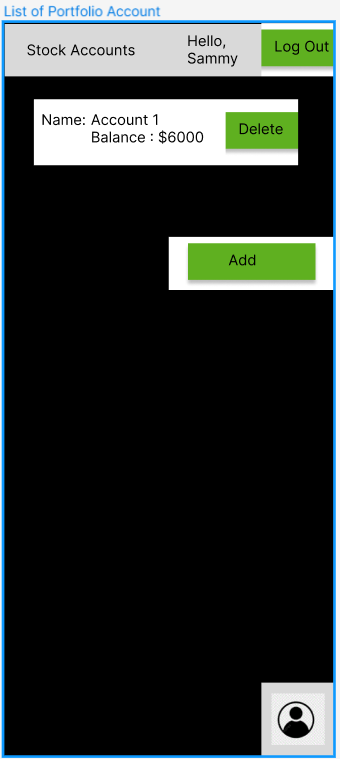 List of Portfolio Account
Stock Accounts
Hello,
Sammy
Log Out
Name: Account 1
Balance : $6000
Delete
Add